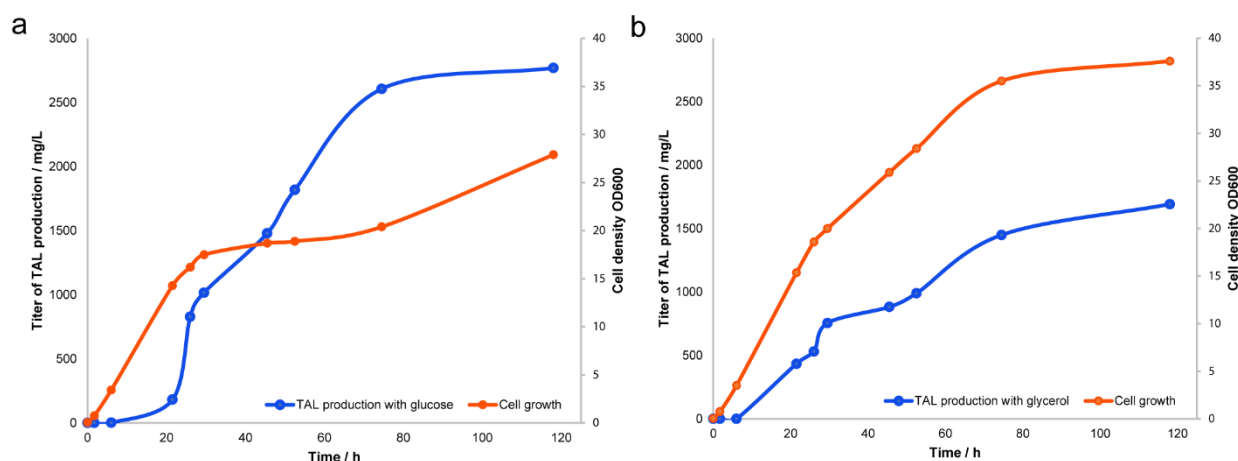 a
3000
2500
2000
1500
1000
500
0
Titer of TAL production / mg/L
40
35
30
25
20
15
10
5
0
Cell density OD600
TAL production with glucose
Cell growth
0 20 40 60 80 100 120
Time / h
b
3000
2500
2000
1500
1000
500
0
Titer of TAL production / mg/L
40
35
30
25
20
15
10
5
0
Cell density OD600
TAL production with glycerol
Cell growth
0 20 40 60 80 100 120
Time / h